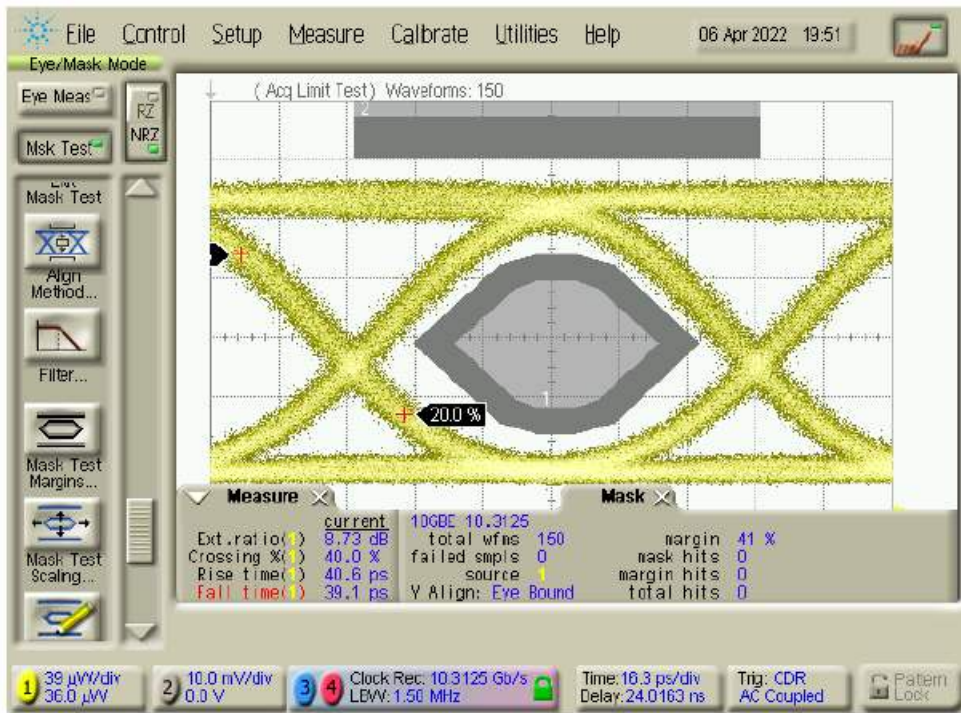 File Control Setup Measure Calibrate Utilities Help 06 Apr 2022 19:51
Eye/Mask Mode
Eye Meas
RZ
NRZ
Msk Test
(Acq Limit Test) Waveforms: 150
2
Mask Test
Align
Method...
Filter...
Mask Test
Margins...
Mask Test
Scaling...
1
20.0 %
Measure
current
Ext.ratio(1) 8.73 dB
Crossing %(1) 40.0 %
Rise time(1) 40.6 ps
Fall time(1) 39.1 ps
Mask
10GBE 10.3125
total wfms 150 margin 41 %
failed smpls 0 mask hits 0
source 1 margin hits 0
Y Align: Eye Bound total hits 0
1 39 µW/div
36.0 µW
2 10.0 mV/div
0.0 V
3 4 Clock Rec: 10.3125 Gb/s
LBW: 1.50 MHz
Time:16.3 ps/div
Delay:24.0163 ns
Trig: CDR
AC Coupled
Pattern
Lock